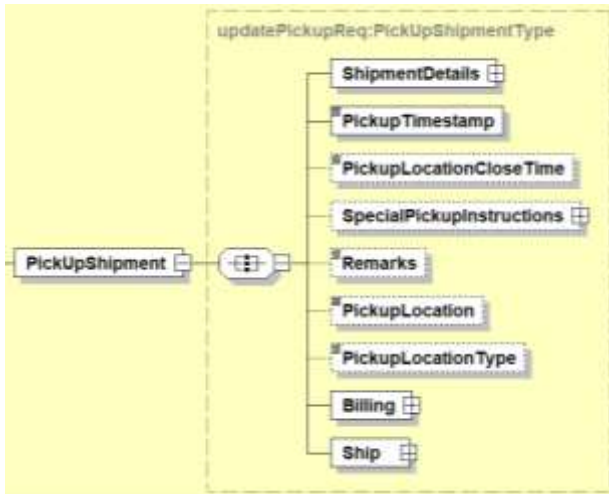 updatePickupReq:PickUpShipmentType
ShipmentDetails
PickupTimestamp
PickupLocationCloseTime
SpecialPickupInstructions
PickUpShipment
Remarks
PickupLocation
PickupLocationType
Billing
Ship